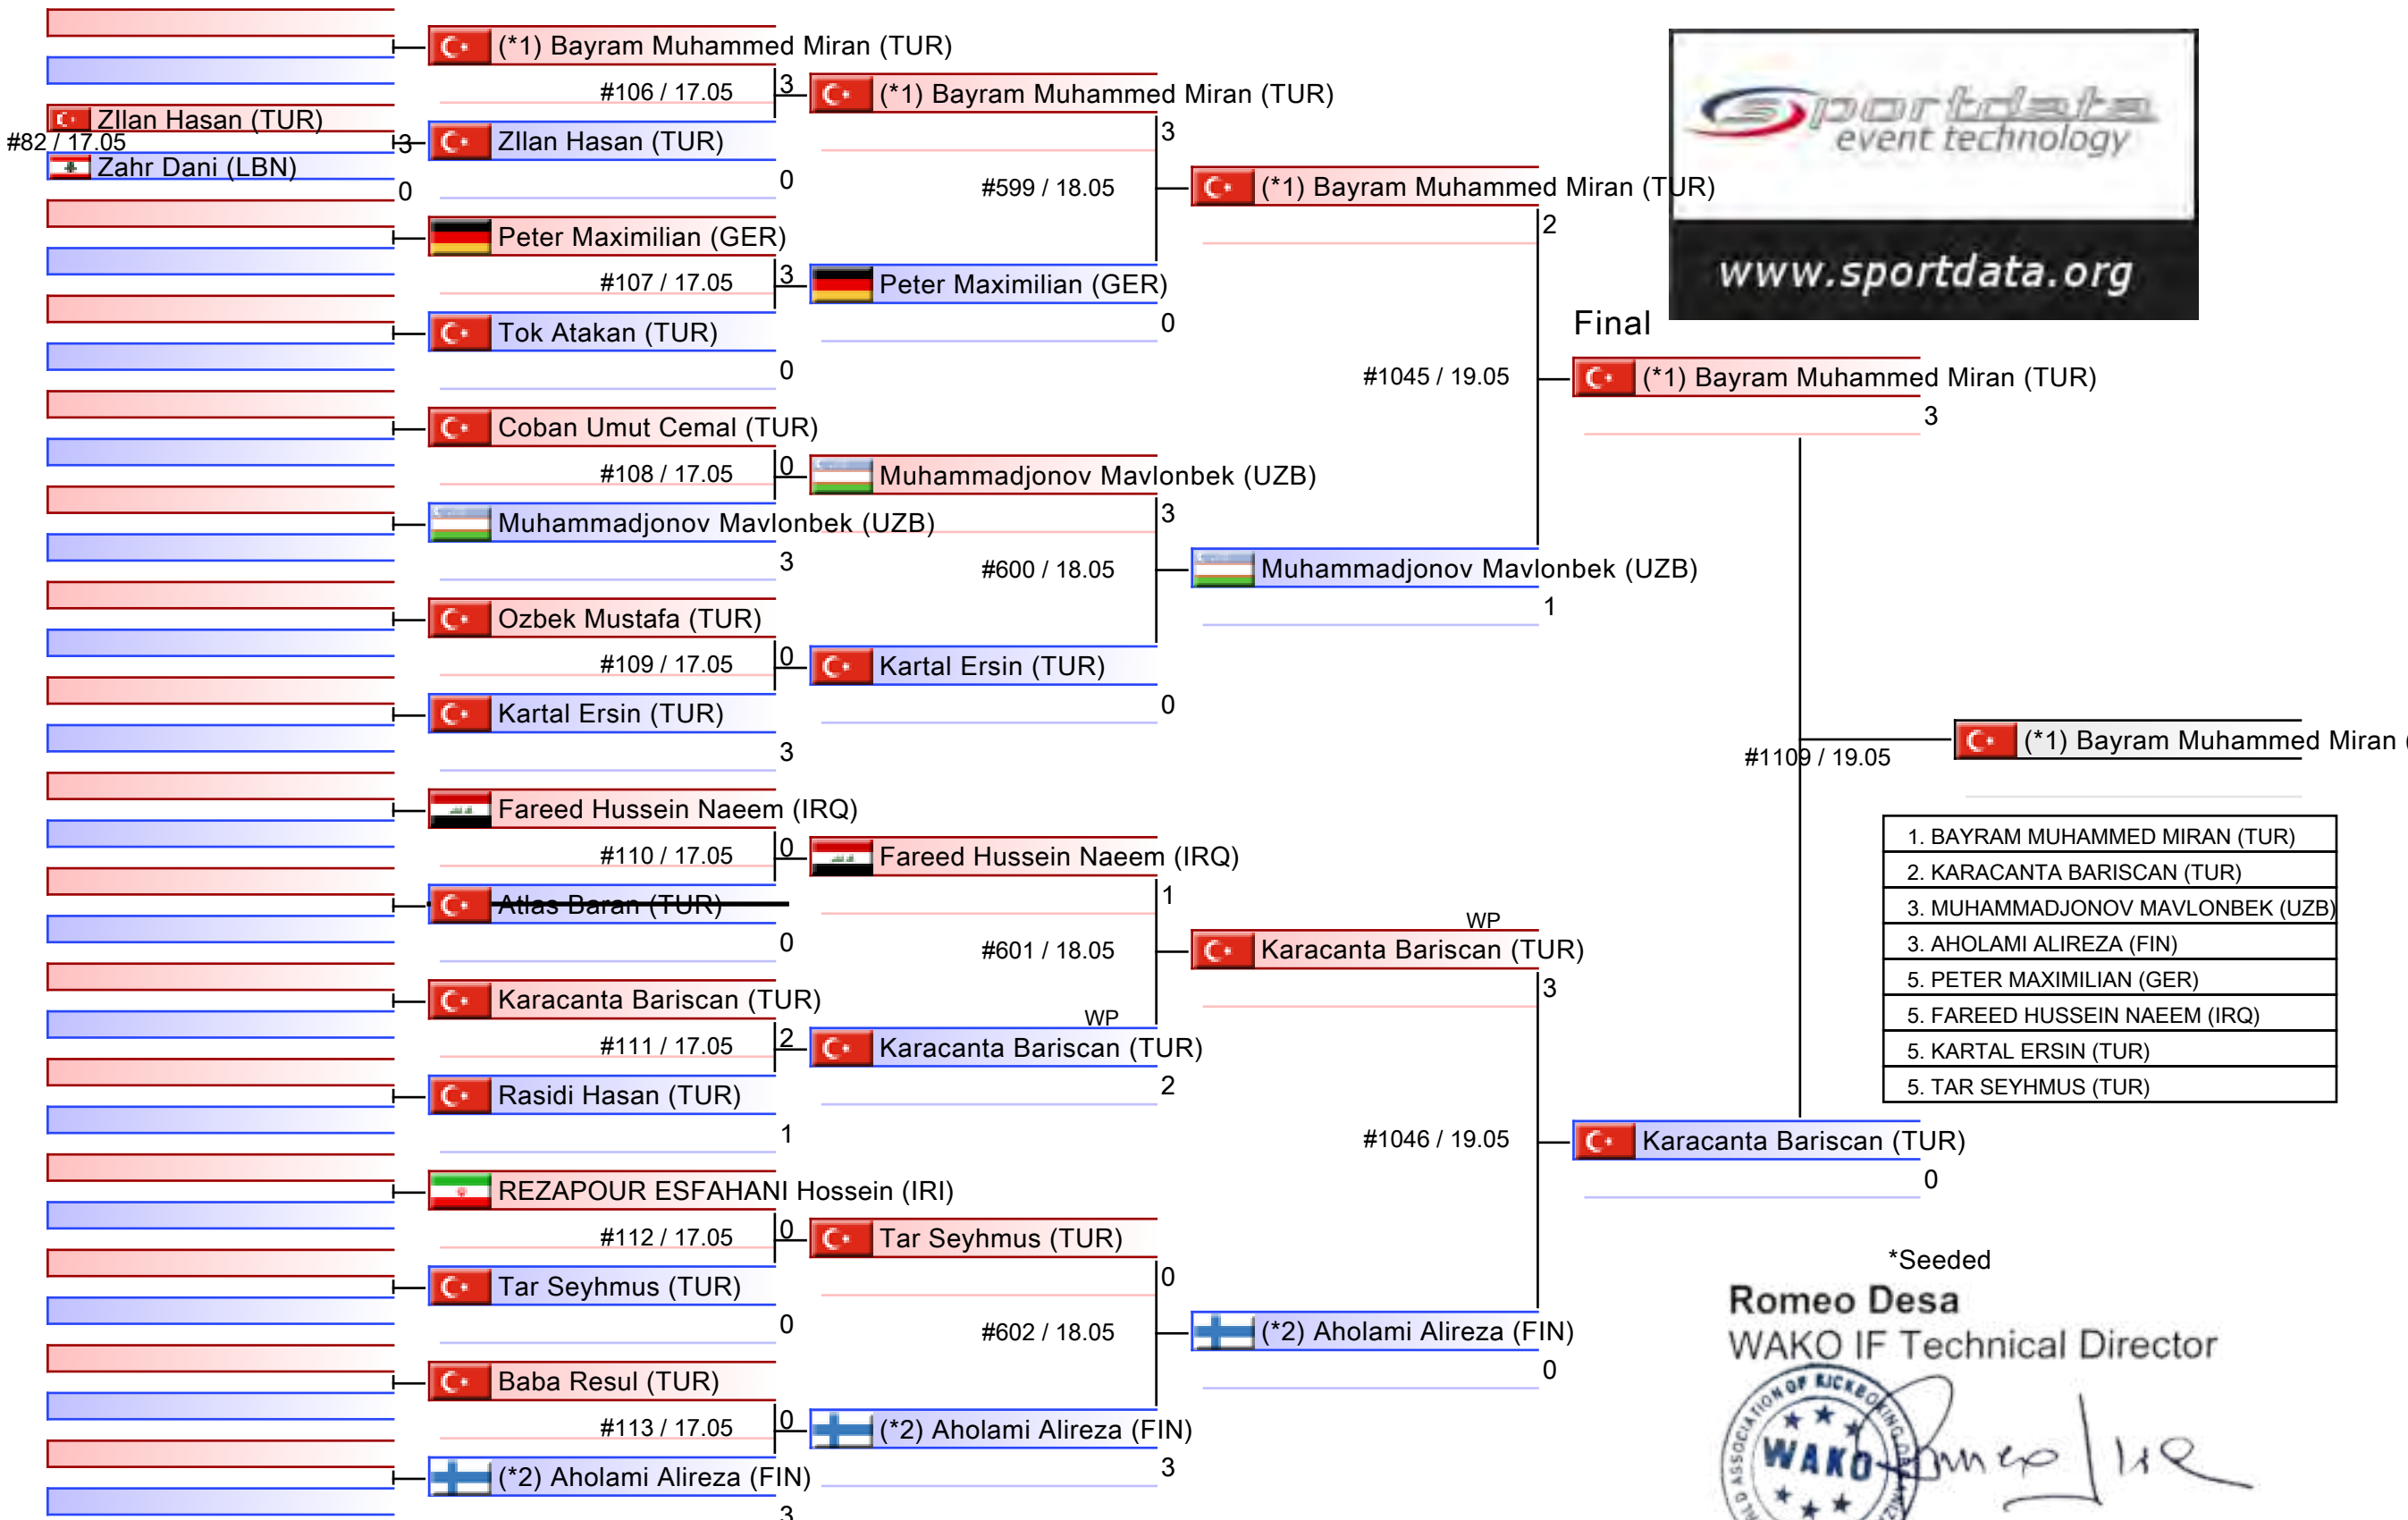 Zllan Hasan (TUR)
#82 / 17.05
3
Zahr Dani (LBN)
0
(*1) Bayram Muhammed Miran (TUR)
#106 / 17.05
3
Zllan Hasan (TUR)
0
Peter Maximilian (GER)
#107 / 17.05
3
Tok Atakan (TUR)
0
Coban Umut Cemal (TUR)
#108 / 17.05
0
Muhammadjonov Mavlonbek (UZB)
3
Ozbek Mustafa (TUR)
#109 / 17.05
0
Kartal Ersin (TUR)
3
Fareed Hussein Naeem (IRQ)
#110 / 17.05
0
Atlas Baran (TUR)
0
Karacanta Bariscan (TUR)
#111 / 17.05
2
Rasidi Hasan (TUR)
1
REZAPOUR ESFAHANI Hossein (IRI)
#112 / 17.05
0
Tar Seyhmus (TUR)
0
Baba Resul (TUR)
#113 / 17.05
0
(*2) Aholami Alireza (FIN)
3
(*1) Bayram Muhammed Miran (TUR)
3
#599 / 18.05
Peter Maximilian (GER)
0
Muhammadjonov Mavlonbek (UZB)
3
#600 / 18.05
Kartal Ersin (TUR)
0
Fareed Hussein Naeem (IRQ)
1
#601 / 18.05
WP
Karacanta Bariscan (TUR)
2
Tar Seyhmus (TUR)
0
#602 / 18.05
(*2) Aholami Alireza (FIN)
3
(*1) Bayram Muhammed Miran (TUR)
2
#1045 / 19.05
Muhammadjonov Mavlonbek (UZB)
1
WP
Karacanta Bariscan (TUR)
3
#1046 / 19.05
(*2) Aholami Alireza (FIN)
0
sportdata
event technology
www.sportdata.org
Final
(*1) Bayram Muhammed Miran (TUR)
3
#1109 / 19.05
Karacanta Bariscan (TUR)
0
(*1) Bayram Muhammed Miran (
1. BAYRAM MUHAMMED MIRAN (TUR)
2. KARACANTA BARISCAN (TUR)
3. MUHAMMADJONOV MAVLONBEK (UZB)
3. AHOLAMI ALIREZA (FIN)
5. PETER MAXIMILIAN (GER)
5. FAREED HUSSEIN NAEEM (IRQ)
5. KARTAL ERSIN (TUR)
5. TAR SEYHMUS (TUR)
*Seeded
Romeo Desa
WAKO IF Technical Director
ASSOCIATION OF KICKBOXING
WAKO